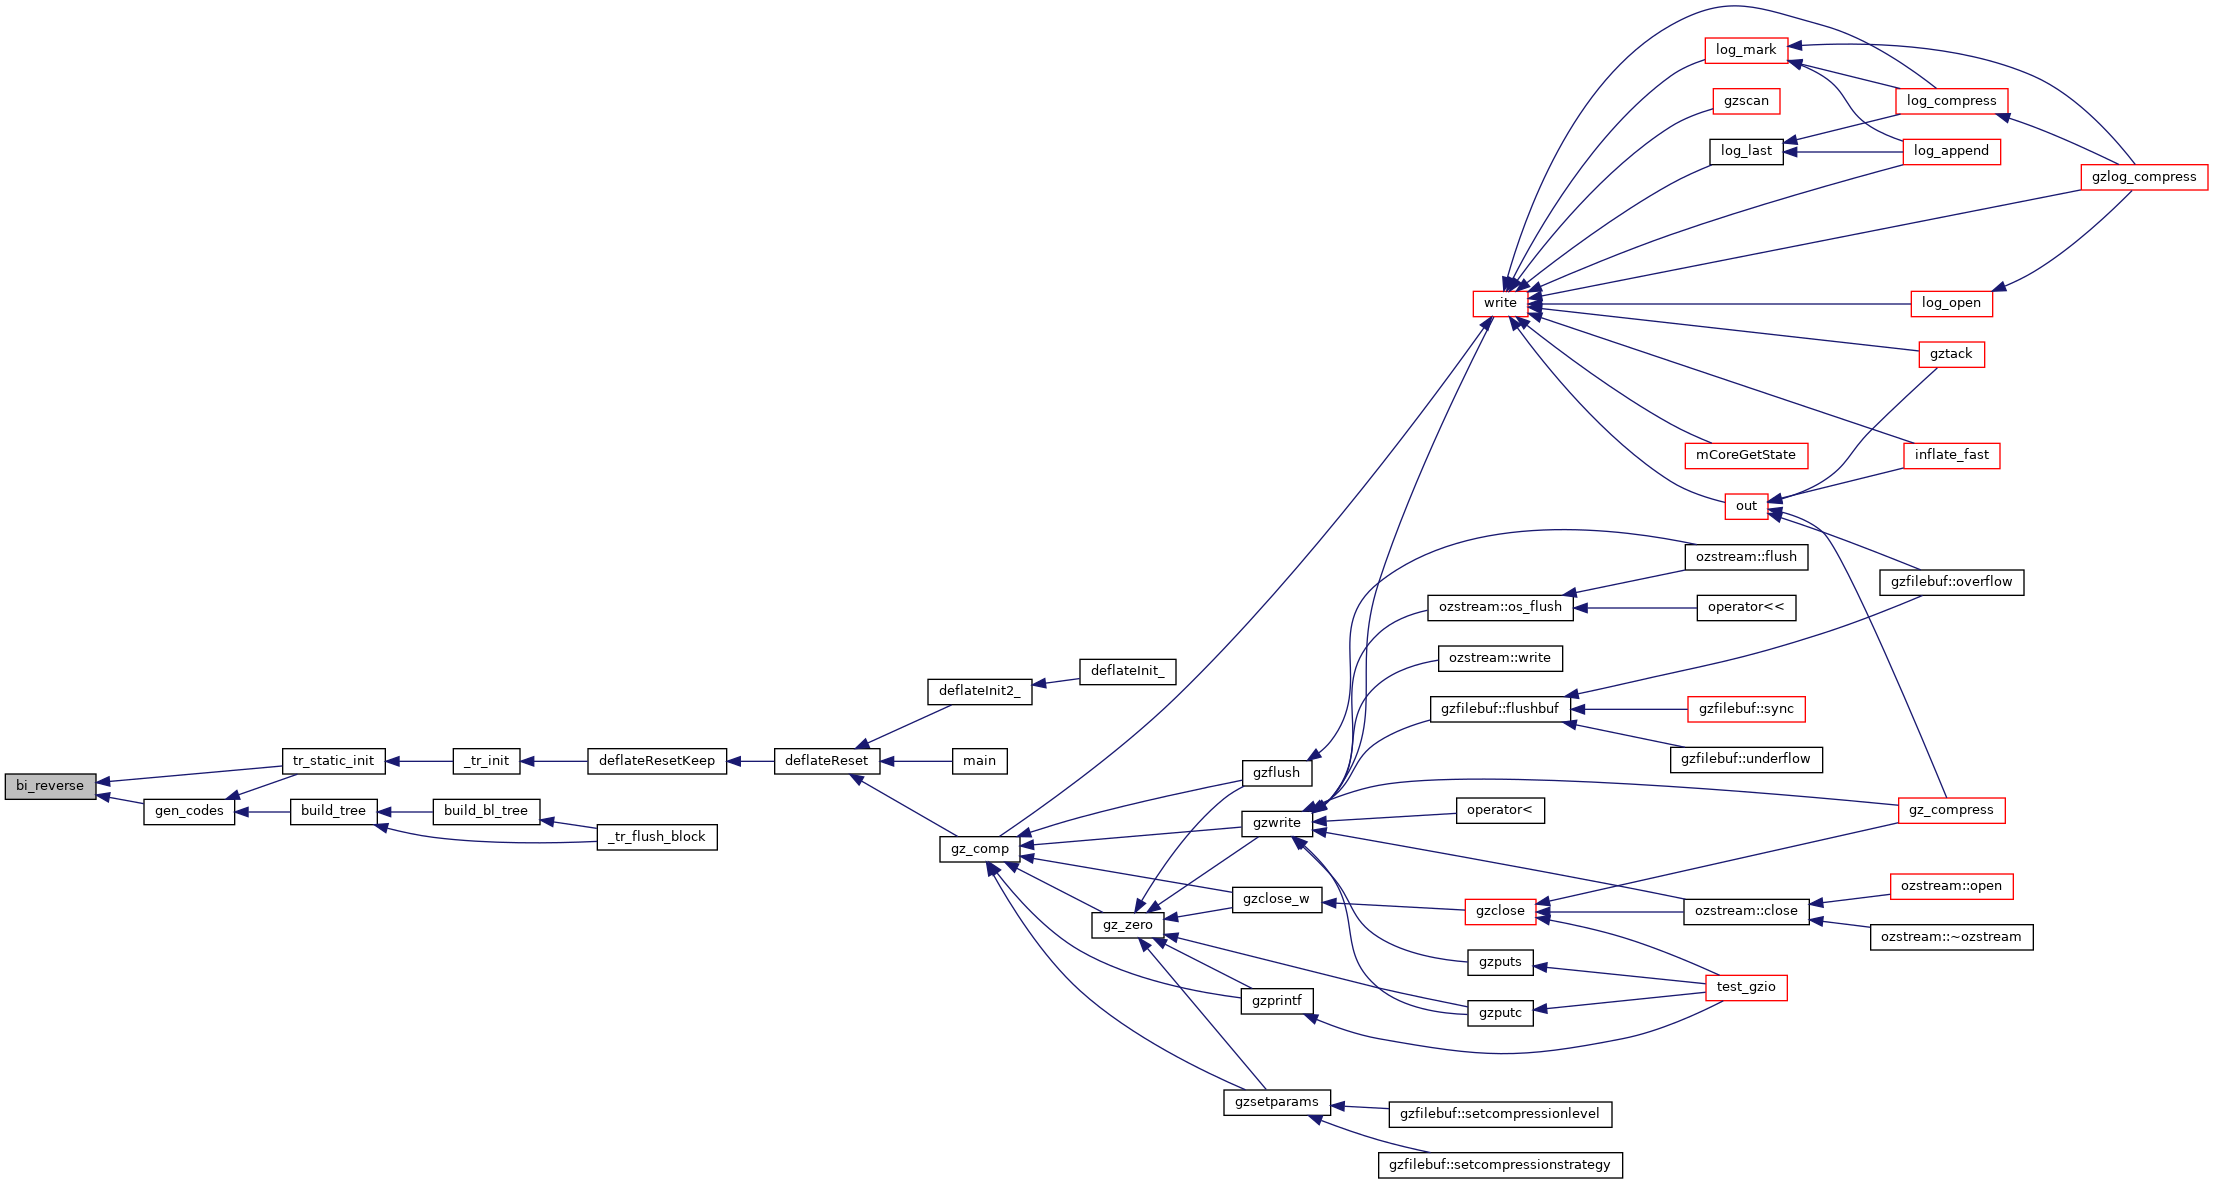 bi_reverse
tr_static_init
gen_codes
_tr_init
build_tree
build_bl_tree
_tr_flush_block
deflateResetKeep
deflateReset
deflateInit2_
deflateInit_
main
gz_comp
gz_zero
gzflush
gzwrite
gzclose_w
gzprintf
gzsetparams
write
log_mark
gzscan
log_last
log_compress
log_append
gzlog_compress
log_open
gztack
mCoreGetState
inflate_fast
out
ozstream::flush
ozstream::os_flush
operator<<
gzfilebuf::overflow
ozstream::write
gzfilebuf::flushbuf
gzfilebuf::sync
gzfilebuf::underflow
operator<
gz_compress
gzclose
ozstream::close
ozstream::open
ozstream::~ozstream
gzputs
gzputc
test_gzio
gzfilebuf::setcompressionlevel
gzfilebuf::setcompressionstrategy